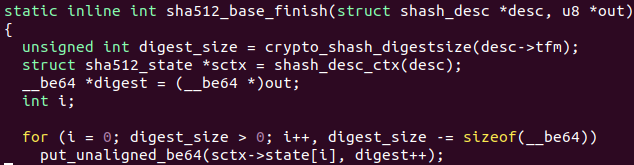 static inline int sha512_base_finish(struct shash_desc *desc, u8 *out)
{
unsigned int digest_size = crypto_shash_digestsize(desc->tfm);
struct sha512_state *sctx = shash_desc_ctx(desc);
__be64 *digest = (__be64 *)out;
int i;
for (i = 0; digest_size > 0; i++, digest_size -= sizeof(__be64))
put_unaligned_be64(sctx->state[i], digest++);